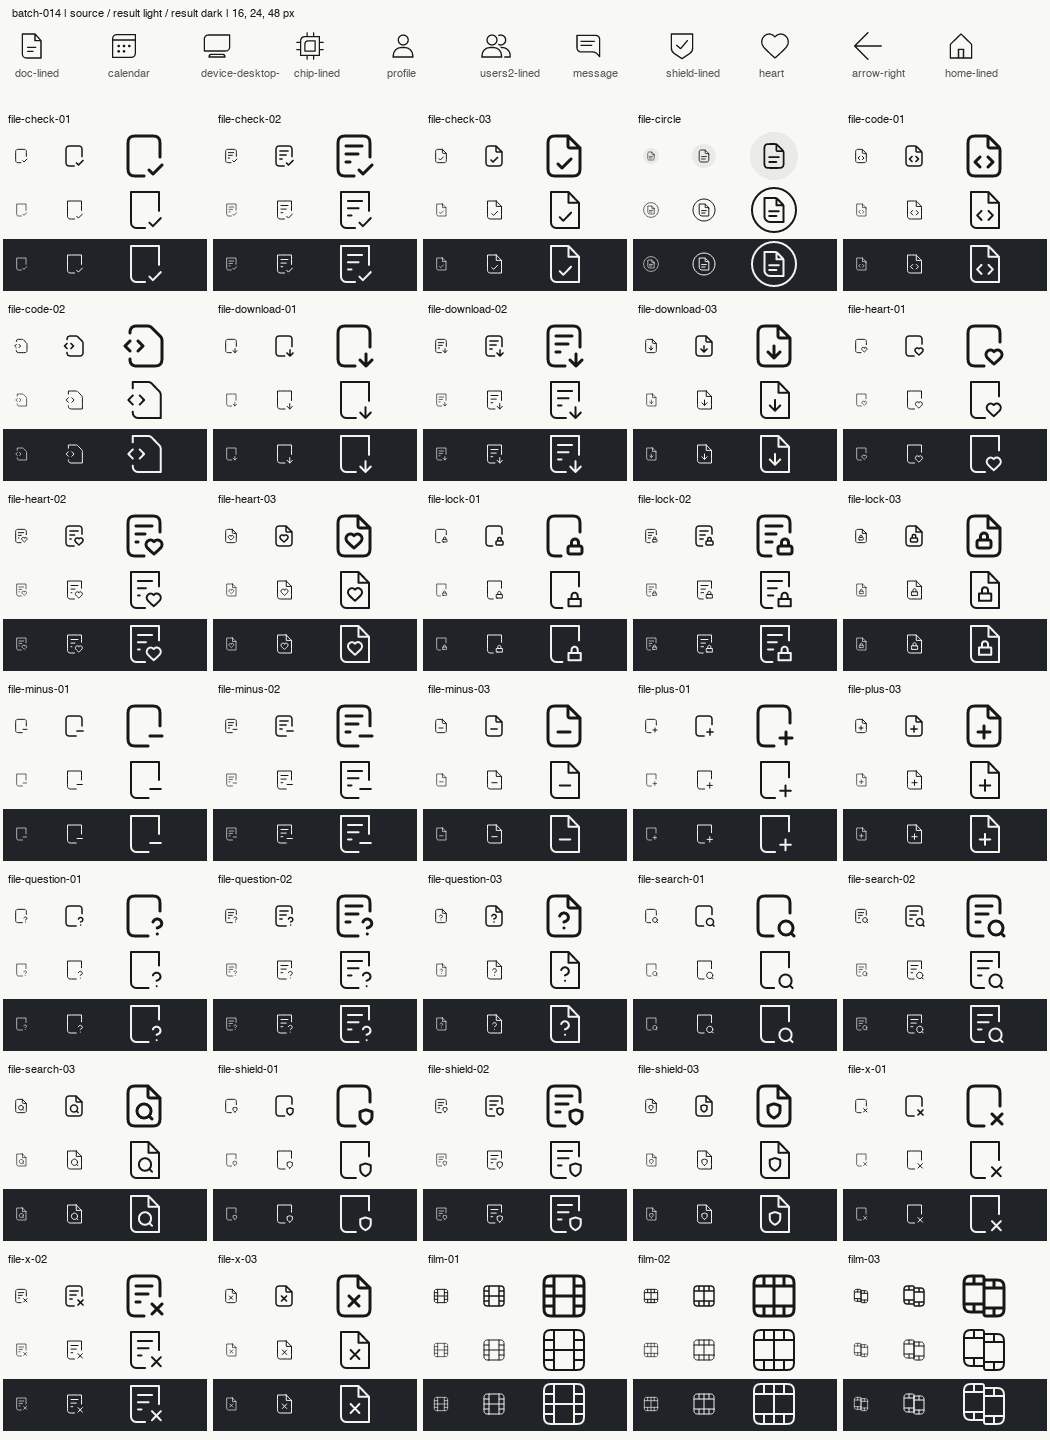 batch-014 | source / result light / result dark | 16, 24, 48 px
doc-lined calendar device-desktop- chip-lined profile users2-lined message shield-lined heart arrow-right home-lined
file-check-01 file-check-02 file-check-03 file-circle file-code-01
file-code-02 file-download-01 file-download-02 file-download-03 file-heart-01
file-heart-02 file-heart-03 file-lock-01 file-lock-02 file-lock-03
file-minus-01 file-minus-02 file-minus-03 file-plus-01 file-plus-03
file-question-01 file-question-02 file-question-03 file-search-01 file-search-02
file-search-03 file-shield-01 file-shield-02 file-shield-03 file-x-01
file-x-02 file-x-03 film-01 film-02 film-03